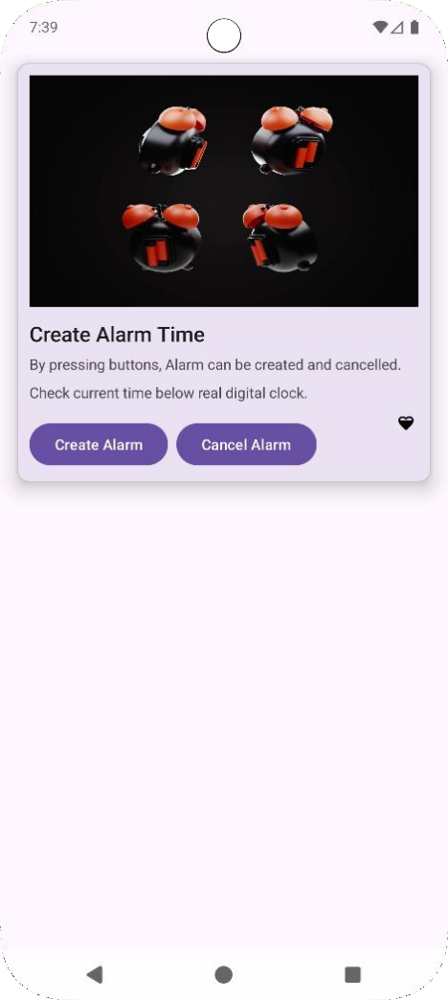 7:39
Create Alarm Time
By pressing buttons, Alarm can be created and cancelled.
Check current time below real digital clock.
Create Alarm
Cancel Alarm